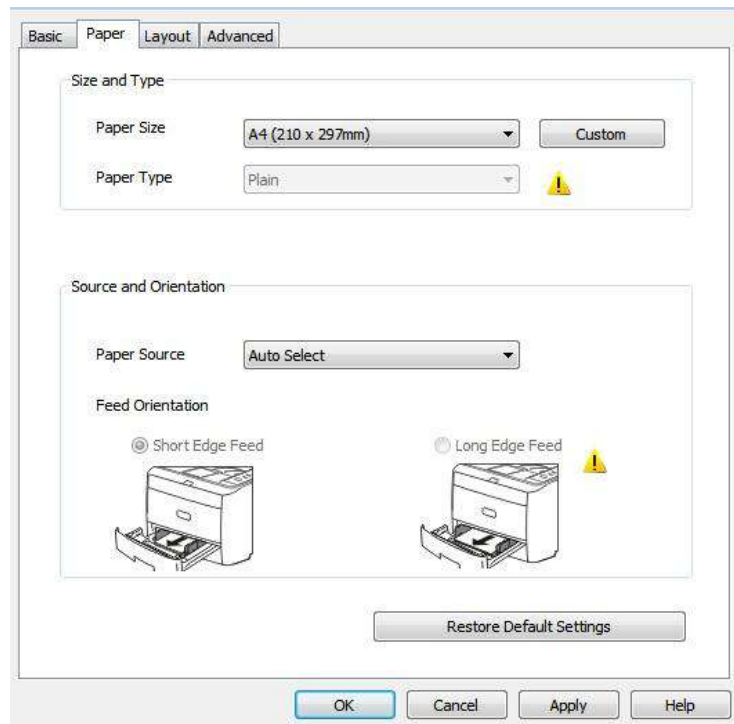 Basic Paper Layout Advanced
Size and Type
Paper Size A4 (210 x 297mm) Custom
Paper Type Plain
Source and Orientation
Paper Source Auto Select
Feed Orientation
Short Edge Feed Long Edge Feed
Restore Default Settings
OK Cancel Apply Help